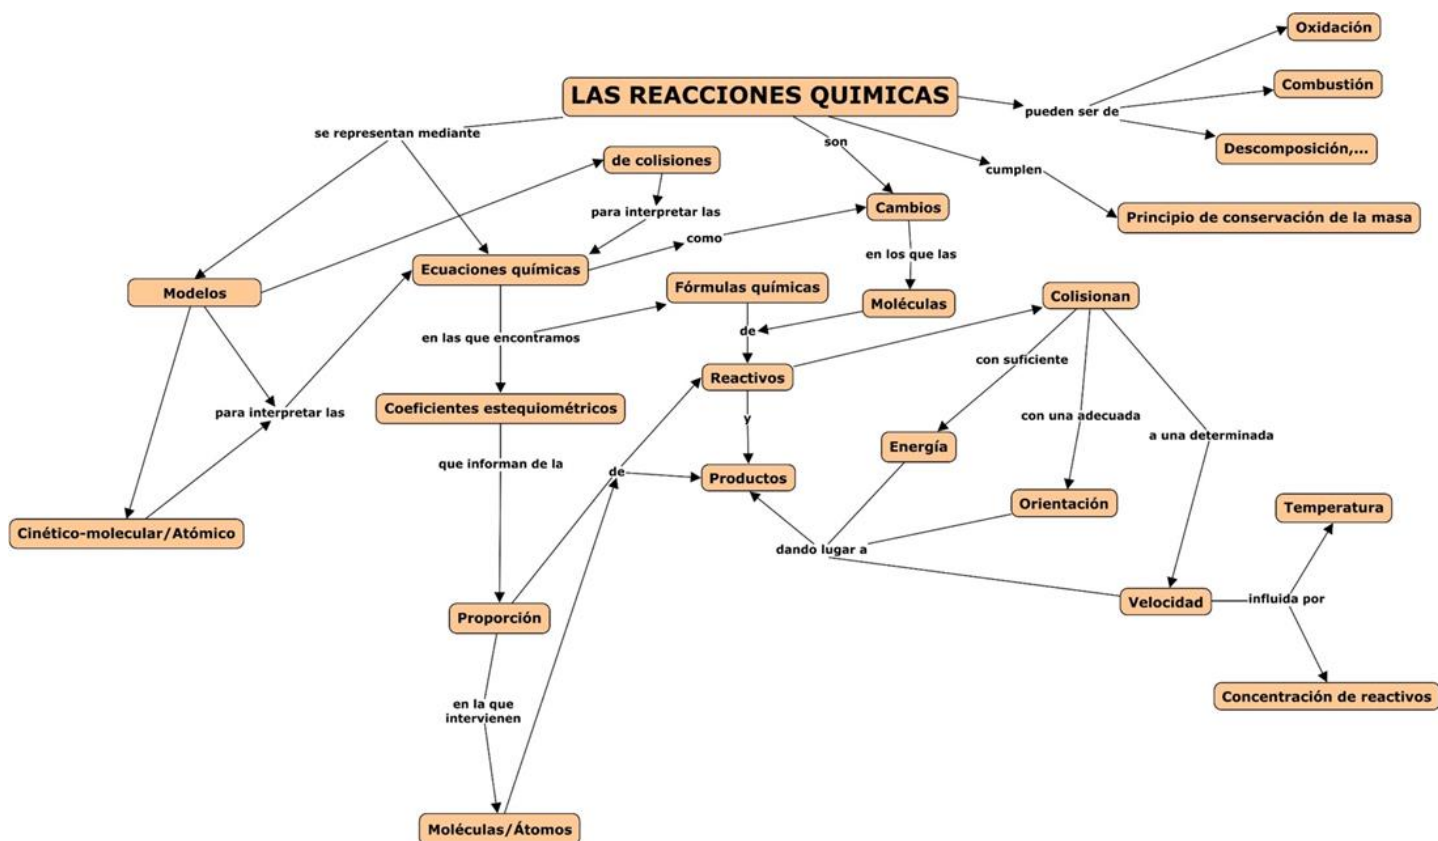 Oxidación
LAS REACCIONES QUIMICAS
Combustión
pueden ser de
se representan mediante
son
Descomposición,...
de colisiones
cumplen
Cambios
para interpretar las
Principio de conservación de la masa
como
en los que las
Ecuaciones químicas
Modelos
Fórmulas químicas
Moléculas
Colisionan
en las que encontramos
de
con suficiente
Reactivos
Coeficientes estequiométricos
para interpretar las
y
con una adecuada
a una determinada
Energía
que informan de la
de
Productos
Orientación
Temperatura
Cinético-molecular/Atómico
dando lugar a
Velocidad
influida por
Proporción
Concentración de reactivos
en la que
intervienen
Moléculas/Átomos